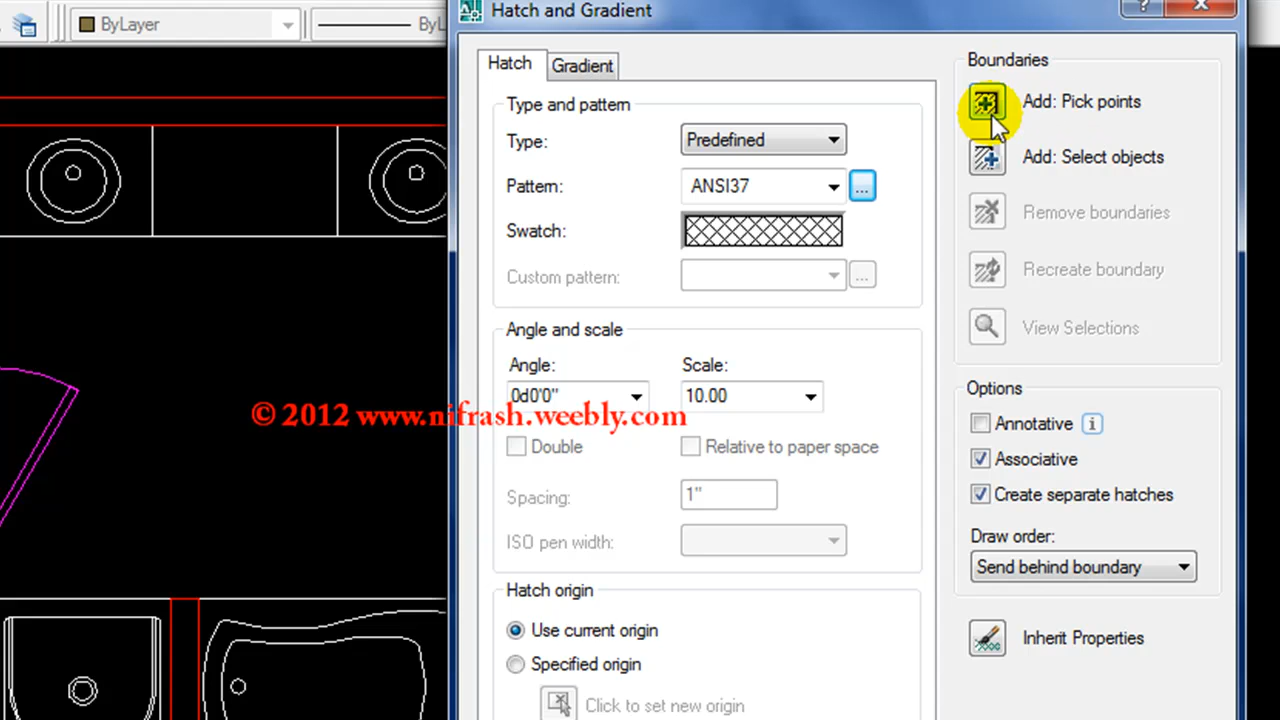 ByLayer
ByL
Hatch and Gradient
?
Hatch
Gradient
Boundaries
Type and pattern
Add: Pick points
Type:
Predefined
Add: Select objects
Pattern:
ANSI37
...
Remove boundaries
Swatch:
Custom pattern:
...
Recreate boundary
Angle and scale
View Selections
Angle:
Scale:
Options
0d0'0"
10.00
© 2012 www.nifrash.weebly.com
Annotative
i
Double
Relative to paper space
Associative
Spacing:
1"
Create separate hatches
ISO pen width:
Draw order:
Send behind boundary
Hatch origin
Use current origin
Inherit Properties
Specified origin
Click to set new origin